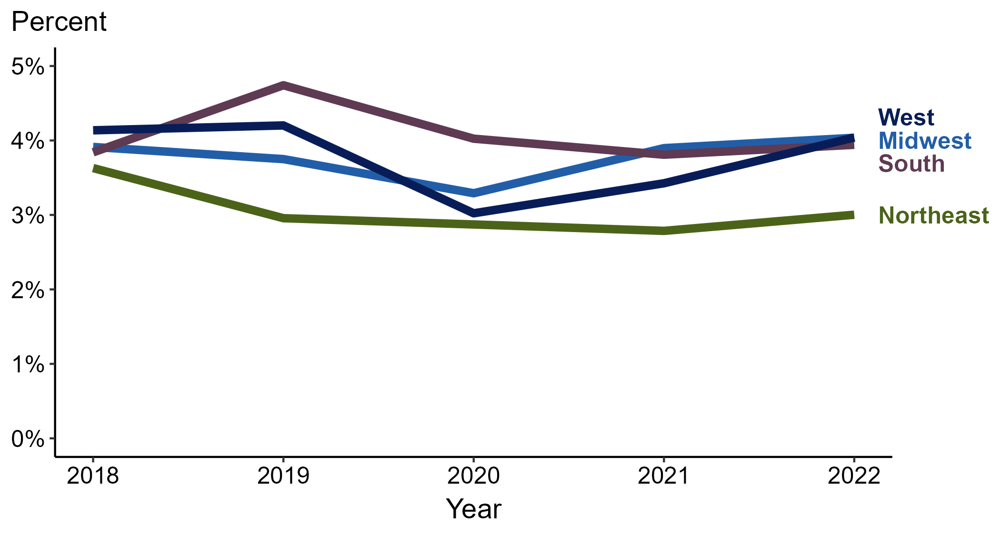 Percent
5%
4%
3%
2%
1%
0%
West
Midwest
South
Northeast
2018 2019 2020 2021 2022
Year